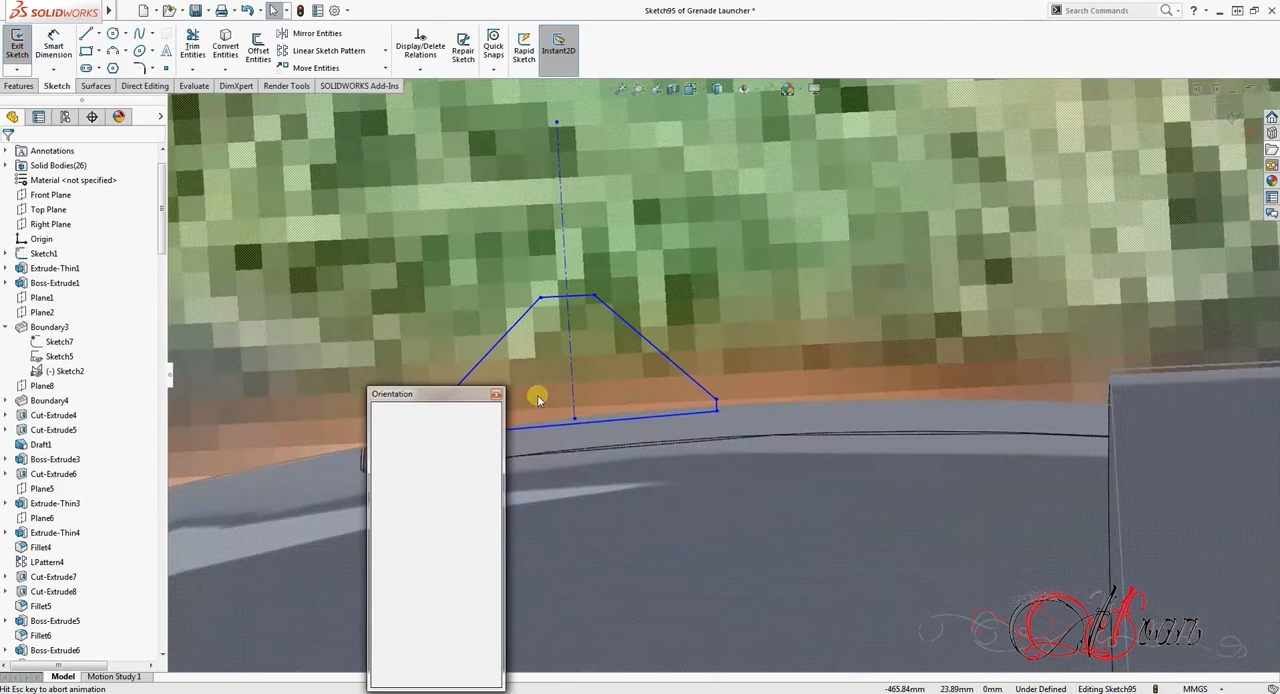 SOLIDWORKS
Sketch95 of Grenade Launcher *
Search Commands
Exit Sketch
Smart Dimension
Trim Entities
Convert Entities
Offset Entities
Mirror Entities
Linear Sketch Pattern
Move Entities
Display/Delete Relations
Repair Sketch
Quick Snaps
Rapid Sketch
Instant2D
Features
Sketch
Surfaces
Direct Editing
Evaluate
DimXpert
Render Tools
SOLIDWORKS Add-Ins
Annotations
Solid Bodies(26)
Material <not specified>
Front Plane
Top Plane
Right Plane
Origin
Sketch1
Extrude-Thin1
Boss-Extrude1
Plane1
Plane2
Boundary3
Sketch7
Sketch5
(-) Sketch2
Plane8
Boundary4
Cut-Extrude4
Cut-Extrude5
Draft1
Boss-Extrude3
Cut-Extrude6
Plane5
Extrude-Thin3
Plane6
Extrude-Thin4
Fillet4
LPattern4
Cut-Extrude7
Cut-Extrude8
Fillet5
Boss-Extrude5
Fillet6
Boss-Extrude6
Orientation
Model
Motion Study 1
Hit Esc key to abort animation
-465.84mm
23.89mm
0mm
Under Defined
Editing Sketch95
MMGS